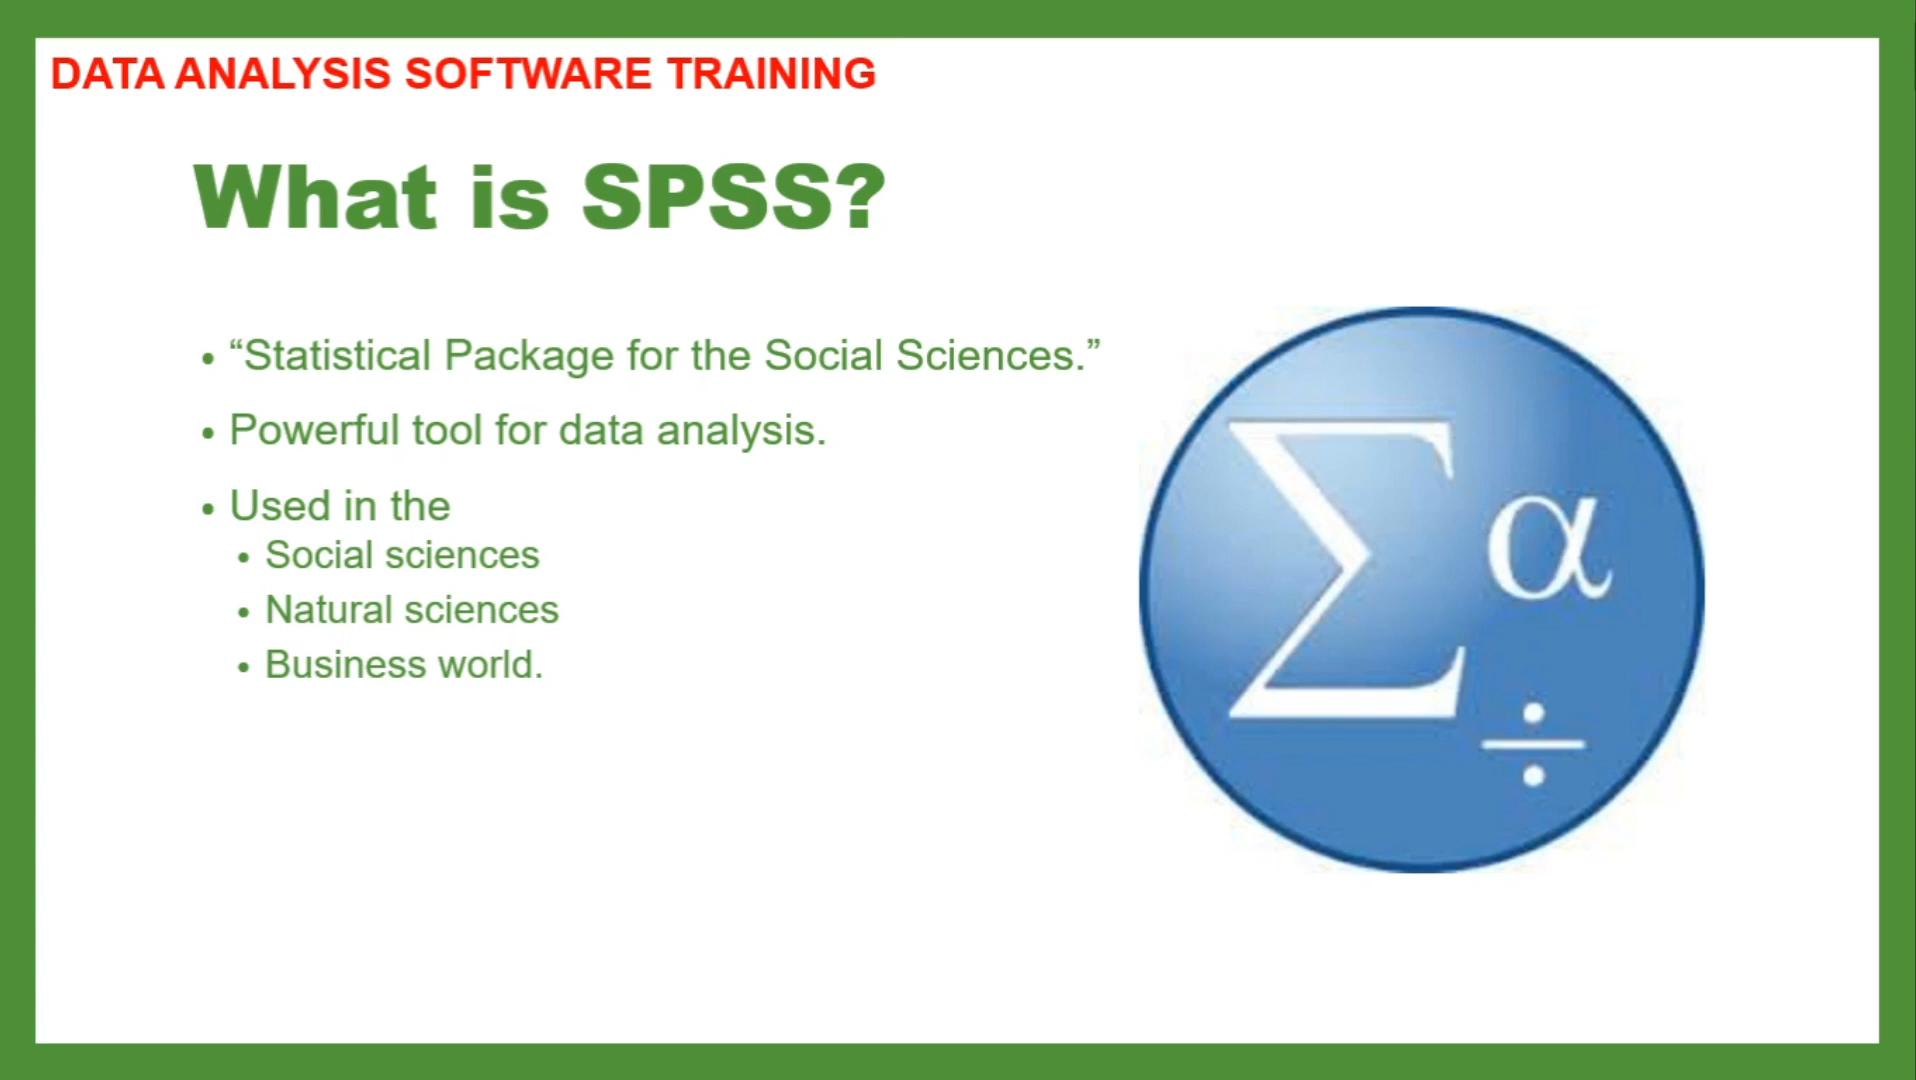 DATA ANALYSIS SOFTWARE TRAINING
What is SPSS?
• “Statistical Package for the Social Sciences.”
• Powerful tool for data analysis.
• Used in the
• Social sciences
• Natural sciences
• Business world.
Σ α
÷